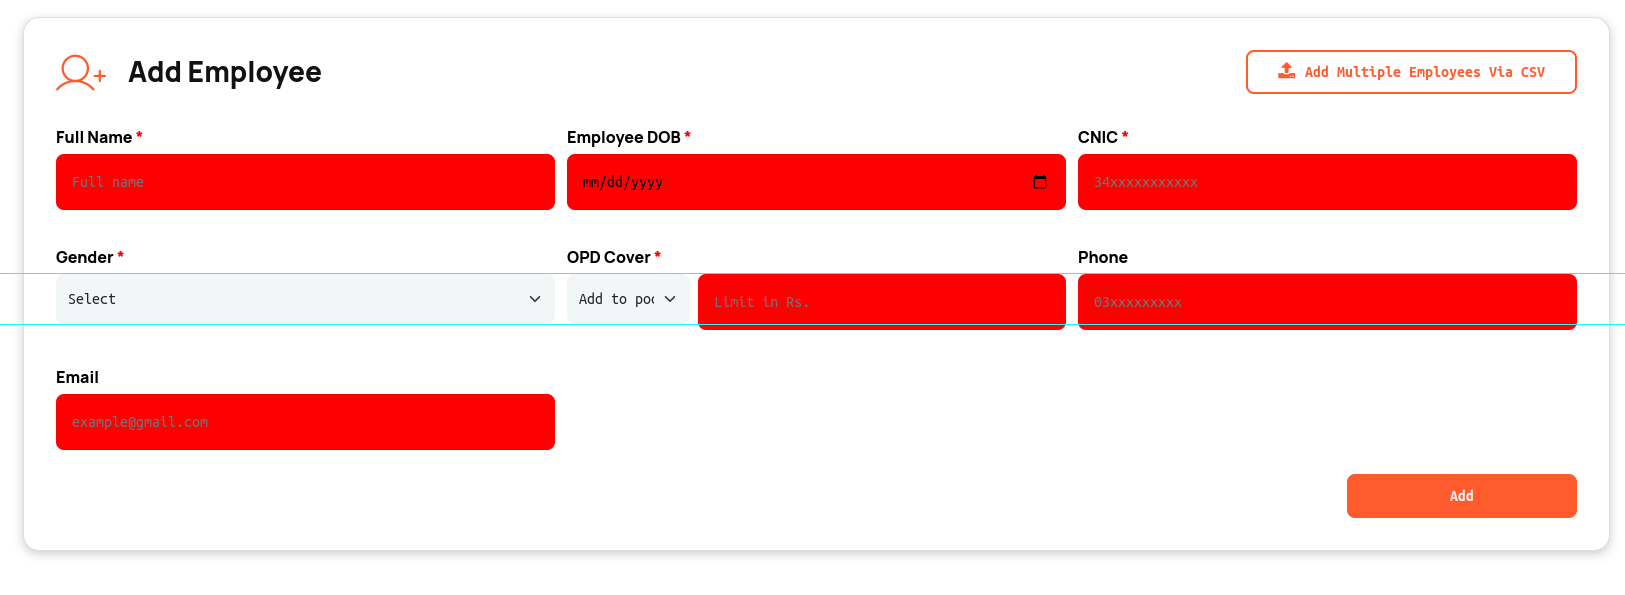 Add Employee
Add Multiple Employees Via CSV
Full Name *
Employee DOB *
CNIC *
Full name
mm/dd/yyyy
34xxxxxxxxxxx
Gender *
OPD Cover *
Phone
Select
Add to poo
Limit in Rs.
03xxxxxxxxx
Email
example@gmail.com
Add